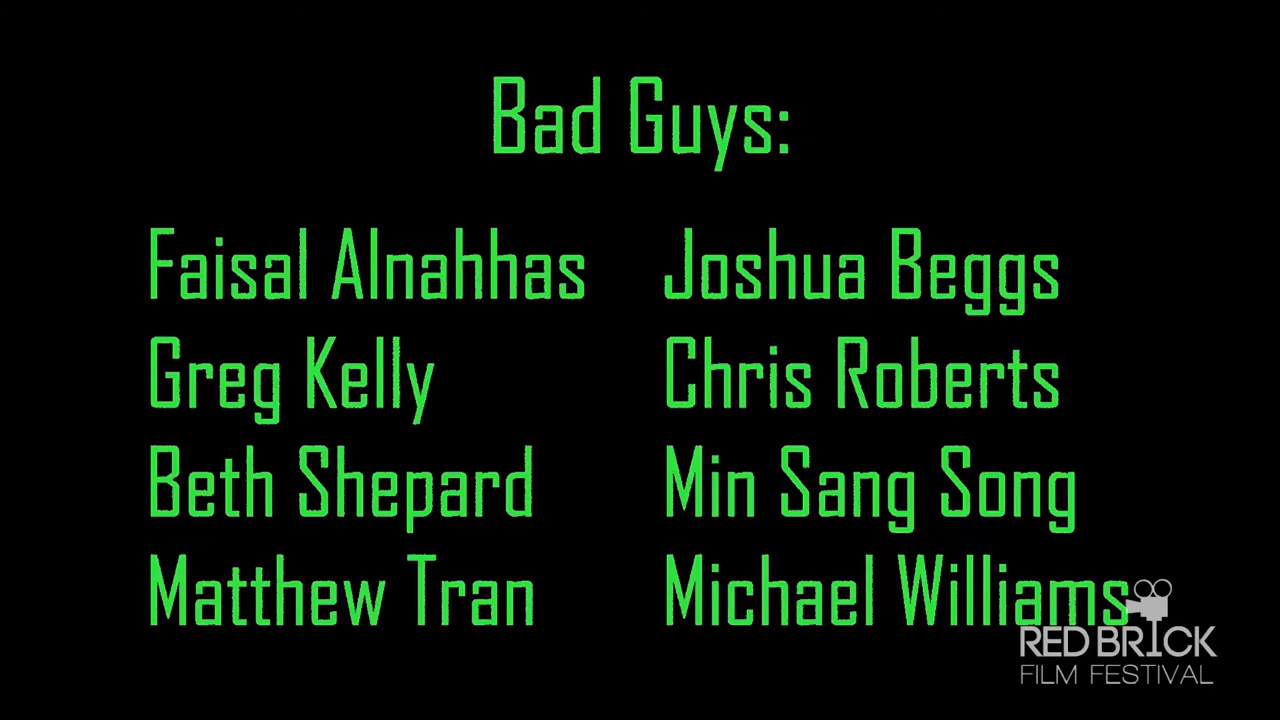 Bad Guys:
Faisal Alnahhas
Joshua Beggs
Greg Kelly
Chris Roberts
Beth Shepard
Min Sang Song
Matthew Tran
Michael Williams
RED BRICK
FILM FESTIVAL